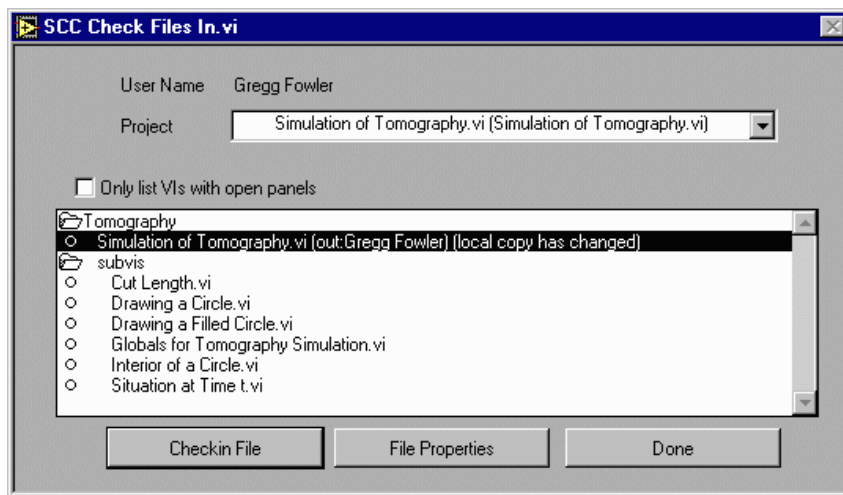 SCC Check Files In.vi
User Name Gregg Fowler
Project Simulation of Tomography.vi (Simulation of Tomography.vi)
Only list VIs with open panels
Tomography
Simulation of Tomography.vi (out:Gregg Fowler) (local copy has changed)
subvis
Cut Length.vi
Drawing a Circle.vi
Drawing a Filled Circle.vi
Globals for Tomography Simulation.vi
Interior of a Circle.vi
Situation at Time t.vi
Checkin File File Properties Done